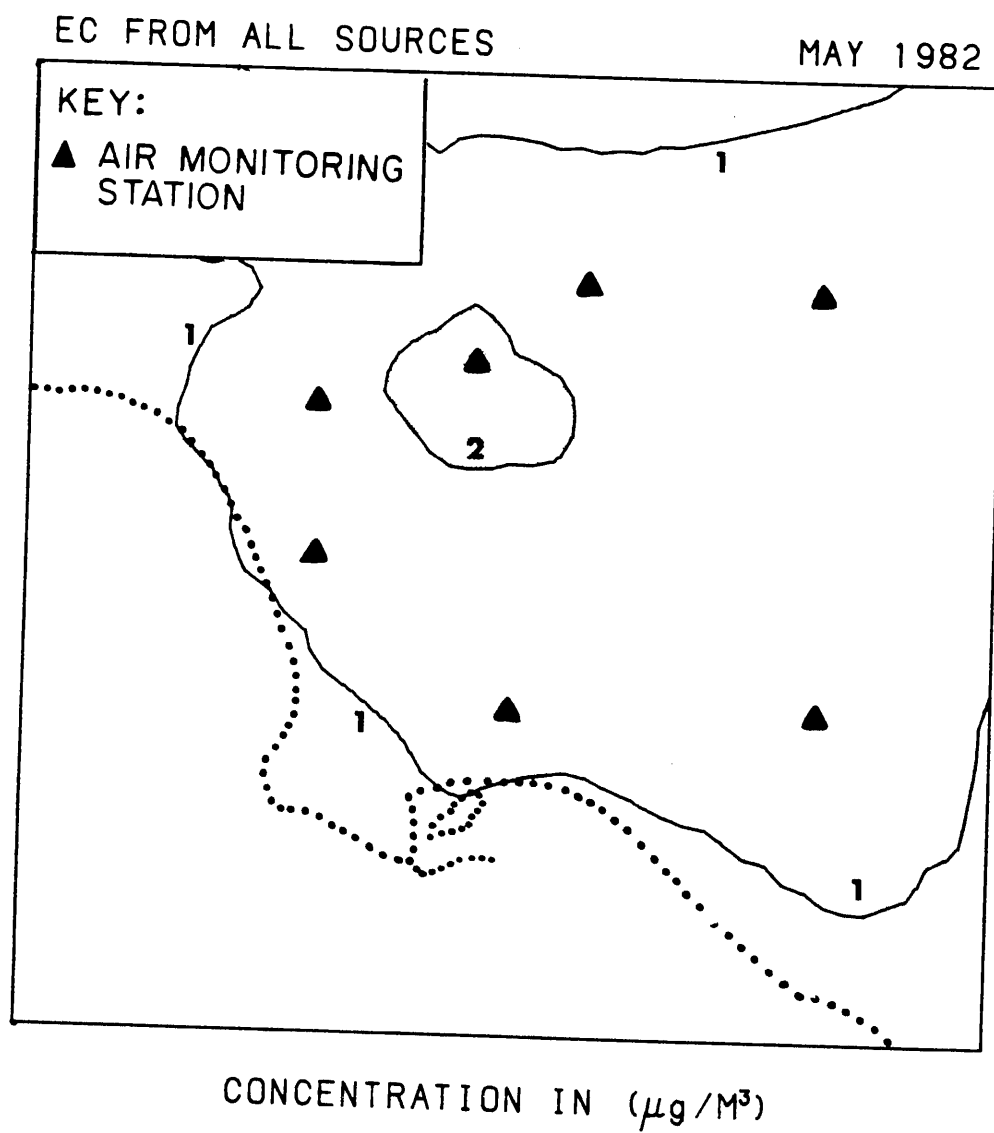 EC FROM ALL SOURCES
MAY 1982
KEY:
▲ AIR MONITORING
STATION
1
1
2
1
1
CONCENTRATION IN (μg/M³)